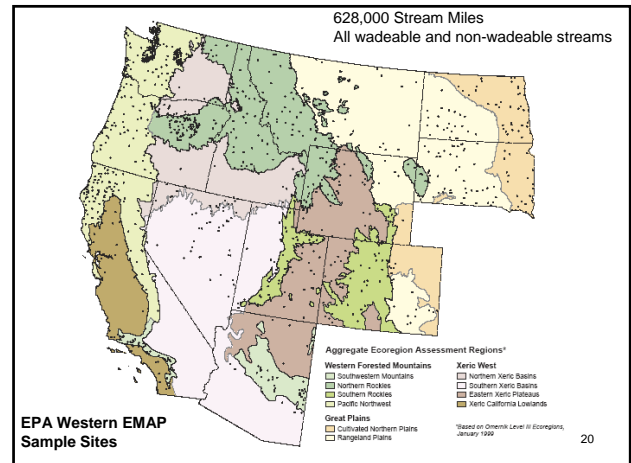 628,000 Stream Miles
All wadeable and non-wadeable streams
Aggregate Ecoregion Assessment Regions*
Western Forested Mountains
Southwestern Mountains
Northern Rockies
Southern Rockies
Pacific Northwest
Great Plains
Cultivated Northern Plains
Rangeland Plains
Xeric West
Northern Xeric Basins
Southern Xeric Basins
Eastern Xeric Plateaus
Xeric California Lowlands
*Based on Omernik Level III Ecoregions,
January 1999
EPA Western EMAP
Sample Sites
20